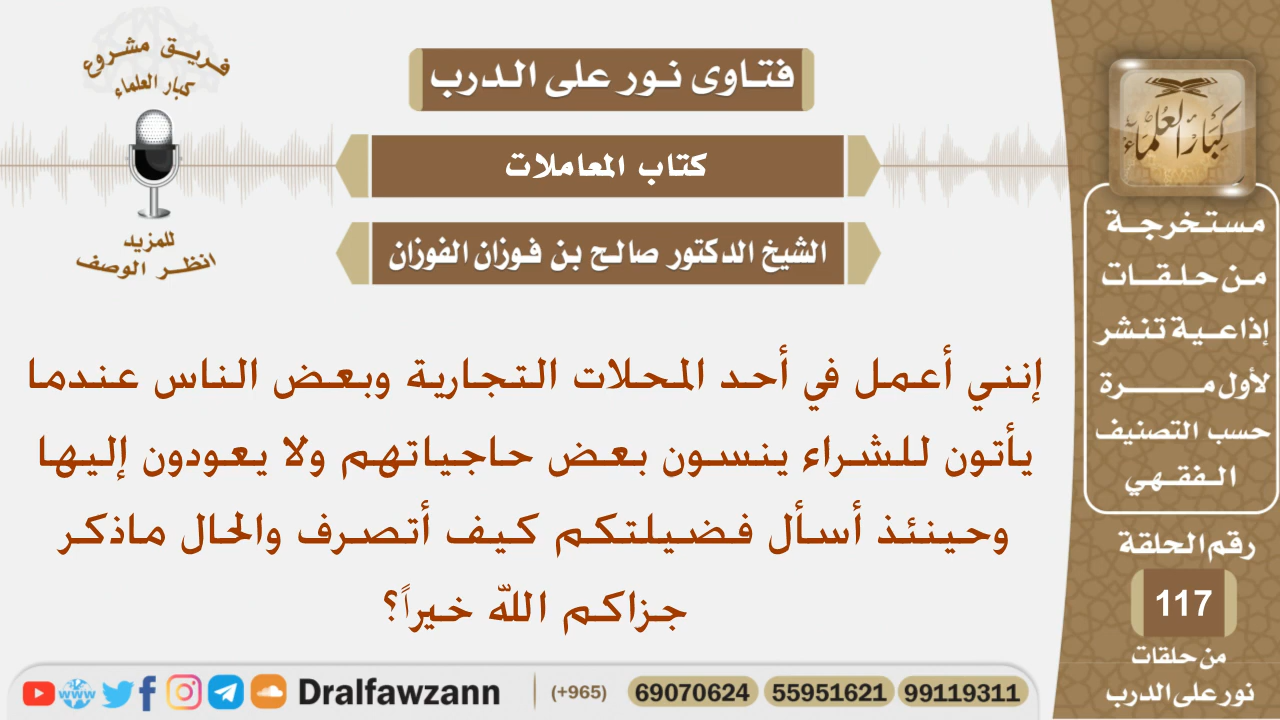 فريق مشروع
كبار العلماء
للمزيد
انظر الوصف
فتاوى نور على الدرب
كتاب المعاملات
الشيخ الدكتور صالح بن فوزان الفوزان
إنني أعمل في أحد المحلات التجارية وبعض الناس عندما
يأتون للشراء ينسون بعض حاجياتهم ولا يعودون إليها
وحينئذ أسأل فضيلتكم كيف أتصرف والحال ماذكر
جزاكم الله خيراً؟
كبار العلماء
مستخرجة
من حلقات
إذاعية تنشر
لأول مرة
حسب التصنيف
الفقهي
رقم الحلقة
117
من حلقات
نور على الدرب
Dralfawzann
(+965)
69070624
55951621
99119311